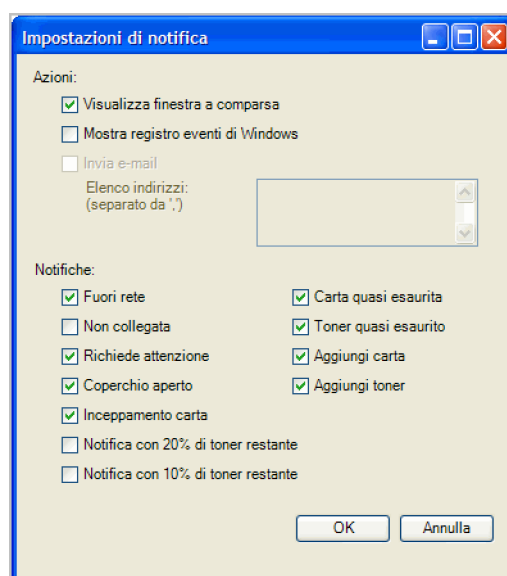 Impostazioni di notifica
Azioni:
Visualizza finestra a comparsa
Mostra registro eventi di Windows
Invia e-mail
Elenco indirizzi:
(separato da ',')
Notifiche:
Fuori rete
Carta quasi esaurita
Non collegata
Toner quasi esaurito
Richiede attenzione
Aggiungi carta
Coperchio aperto
Aggiungi toner
Inceppamento carta
Notifica con 20% di toner restante
Notifica con 10% di toner restante
OK
Annulla